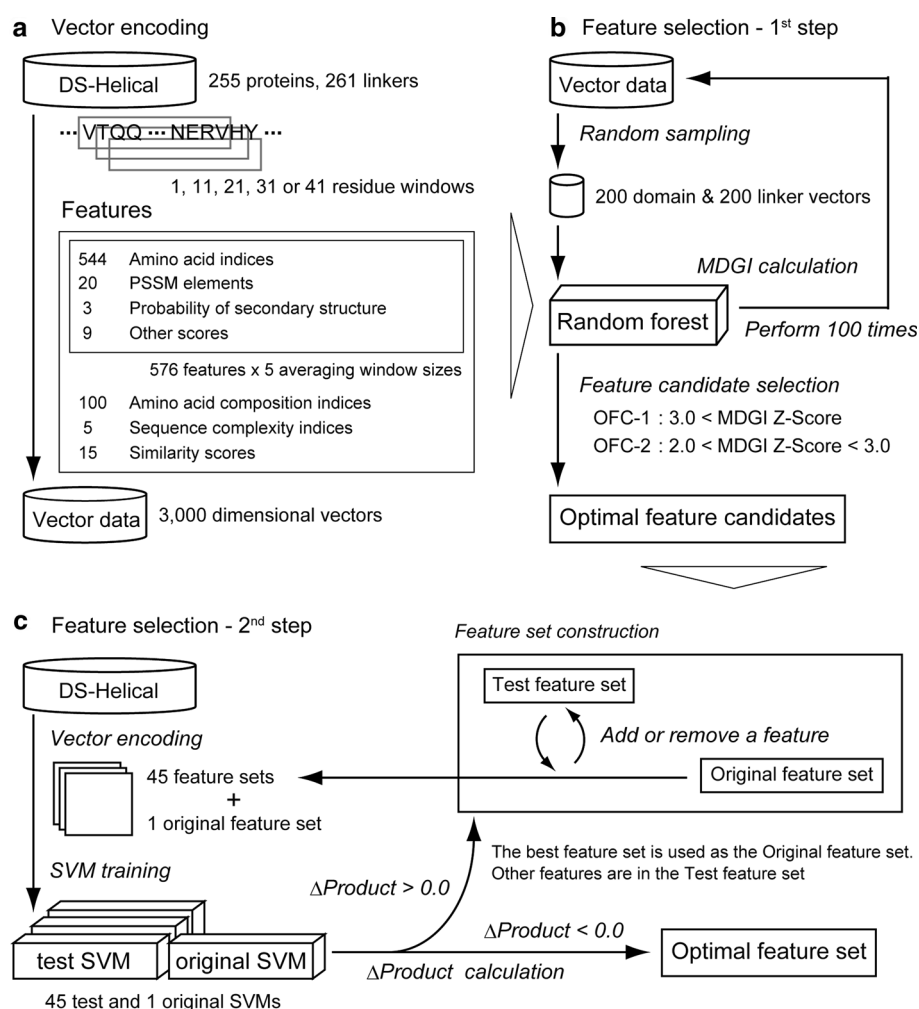 a Vector encoding
DS-Helical
255 proteins, 261 linkers
··· VTQQ ··· NERVHY ···
1, 11, 21, 31 or 41 residue windows
Features
544 Amino acid indices
20 PSSM elements
3 Probability of secondary structure
9 Other scores
576 features x 5 averaging window sizes
100 Amino acid composition indices
5 Sequence complexity indices
15 Similarity scores
Vector data
3,000 dimensional vectors
b Feature selection - 1st step
Vector data
Random sampling
200 domain & 200 linker vectors
MDGI calculation
Random forest
Perform 100 times
Feature candidate selection
OFC-1 : 3.0 < MDGI Z-Score
OFC-2 : 2.0 < MDGI Z-Score < 3.0
Optimal feature candidates
c Feature selection - 2nd step
DS-Helical
Vector encoding
45 feature sets
+
1 original feature set
SVM training
test SVM
original SVM
45 test and 1 original SVMs
Feature set construction
Test feature set
Add or remove a feature
Original feature set
The best feature set is used as the Original feature set.
Other features are in the Test feature set
ΔProduct > 0.0
ΔProduct < 0.0
ΔProduct calculation
Optimal feature set